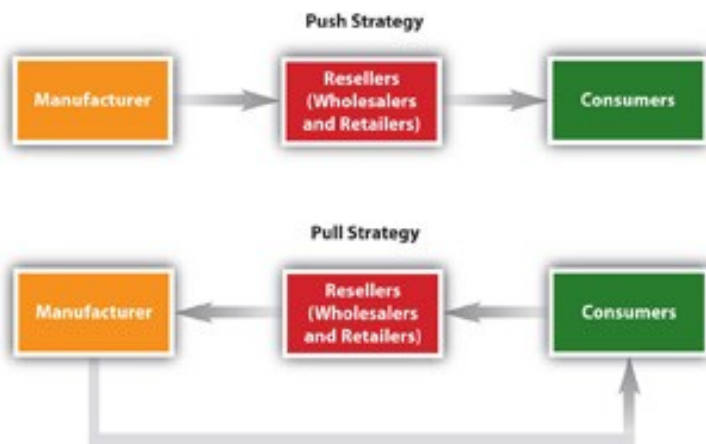 Push Strategy
Manufacturer
Resellers
(Wholesalers
and Retailers)
Consumers
Pull Strategy
Manufacturer
Resellers
(Wholesalers
and Retailers)
Consumers